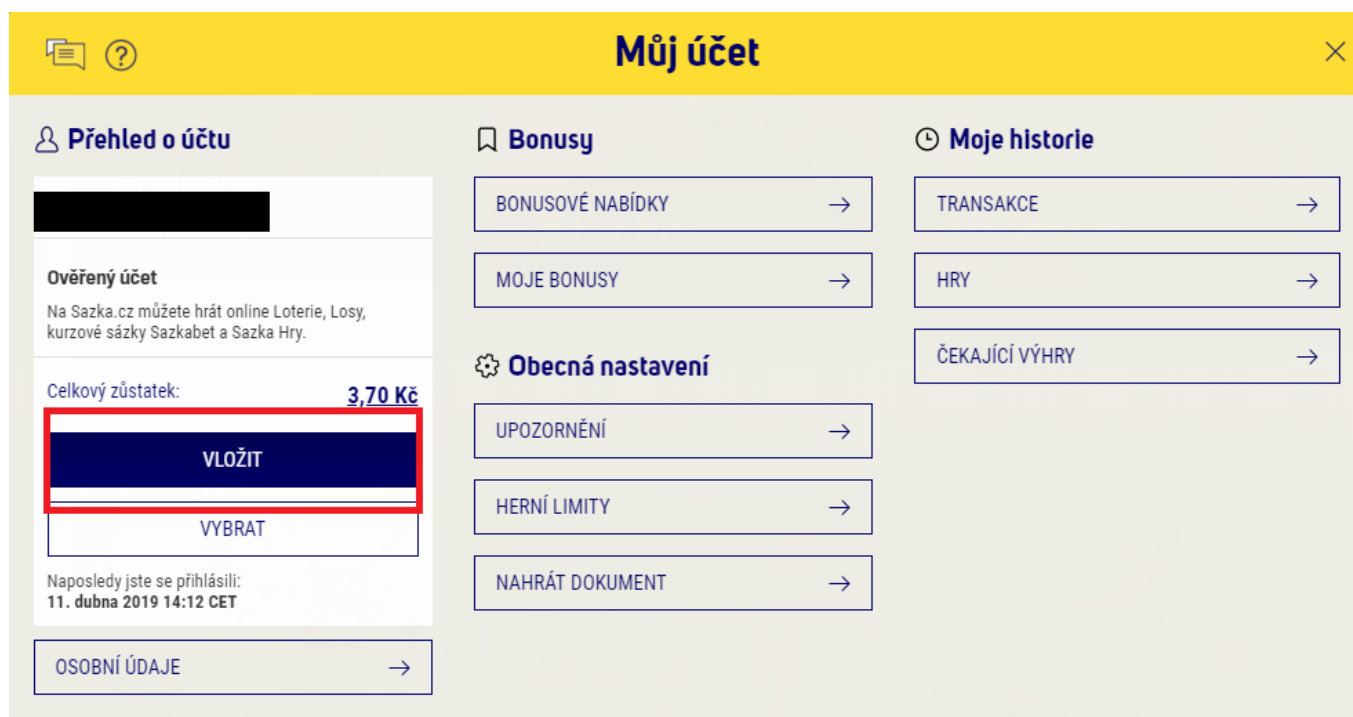 Můj účet
Přehled o účtu
Ověřený účet
Na Sazka.cz můžete hrát online Loterie, Losy,
kurzové sázky Sazkabet a Sazka Hry.
Celkový zůstatek: 3,70 Kč
VLOŽIT
VYBRAT
Naposledy jste se přihlásili:
11. dubna 2019 14:12 CET
OSOBNÍ ÚDAJE
Bonusy
BONUSOVÉ NABÍDKY
MOJE BONUSY
Obecná nastavení
UPOZORNĚNÍ
HERNÍ LIMITY
NAHRÁT DOKUMENT
Moje historie
TRANSAKCE
HRY
ČEKAJÍCÍ VÝHRY